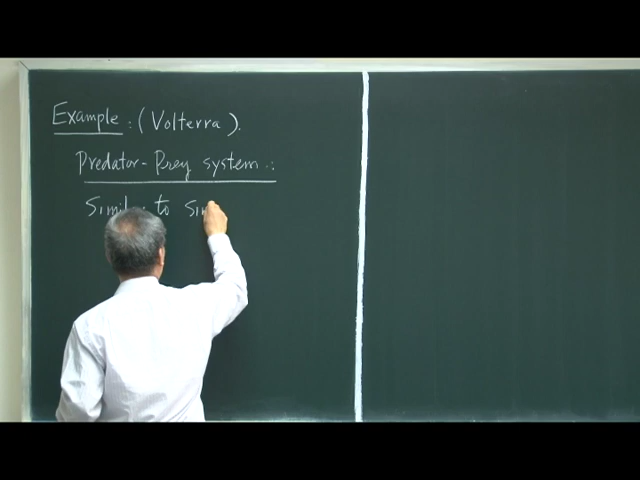 Example : (Volterra).
Predator-Prey system :
to